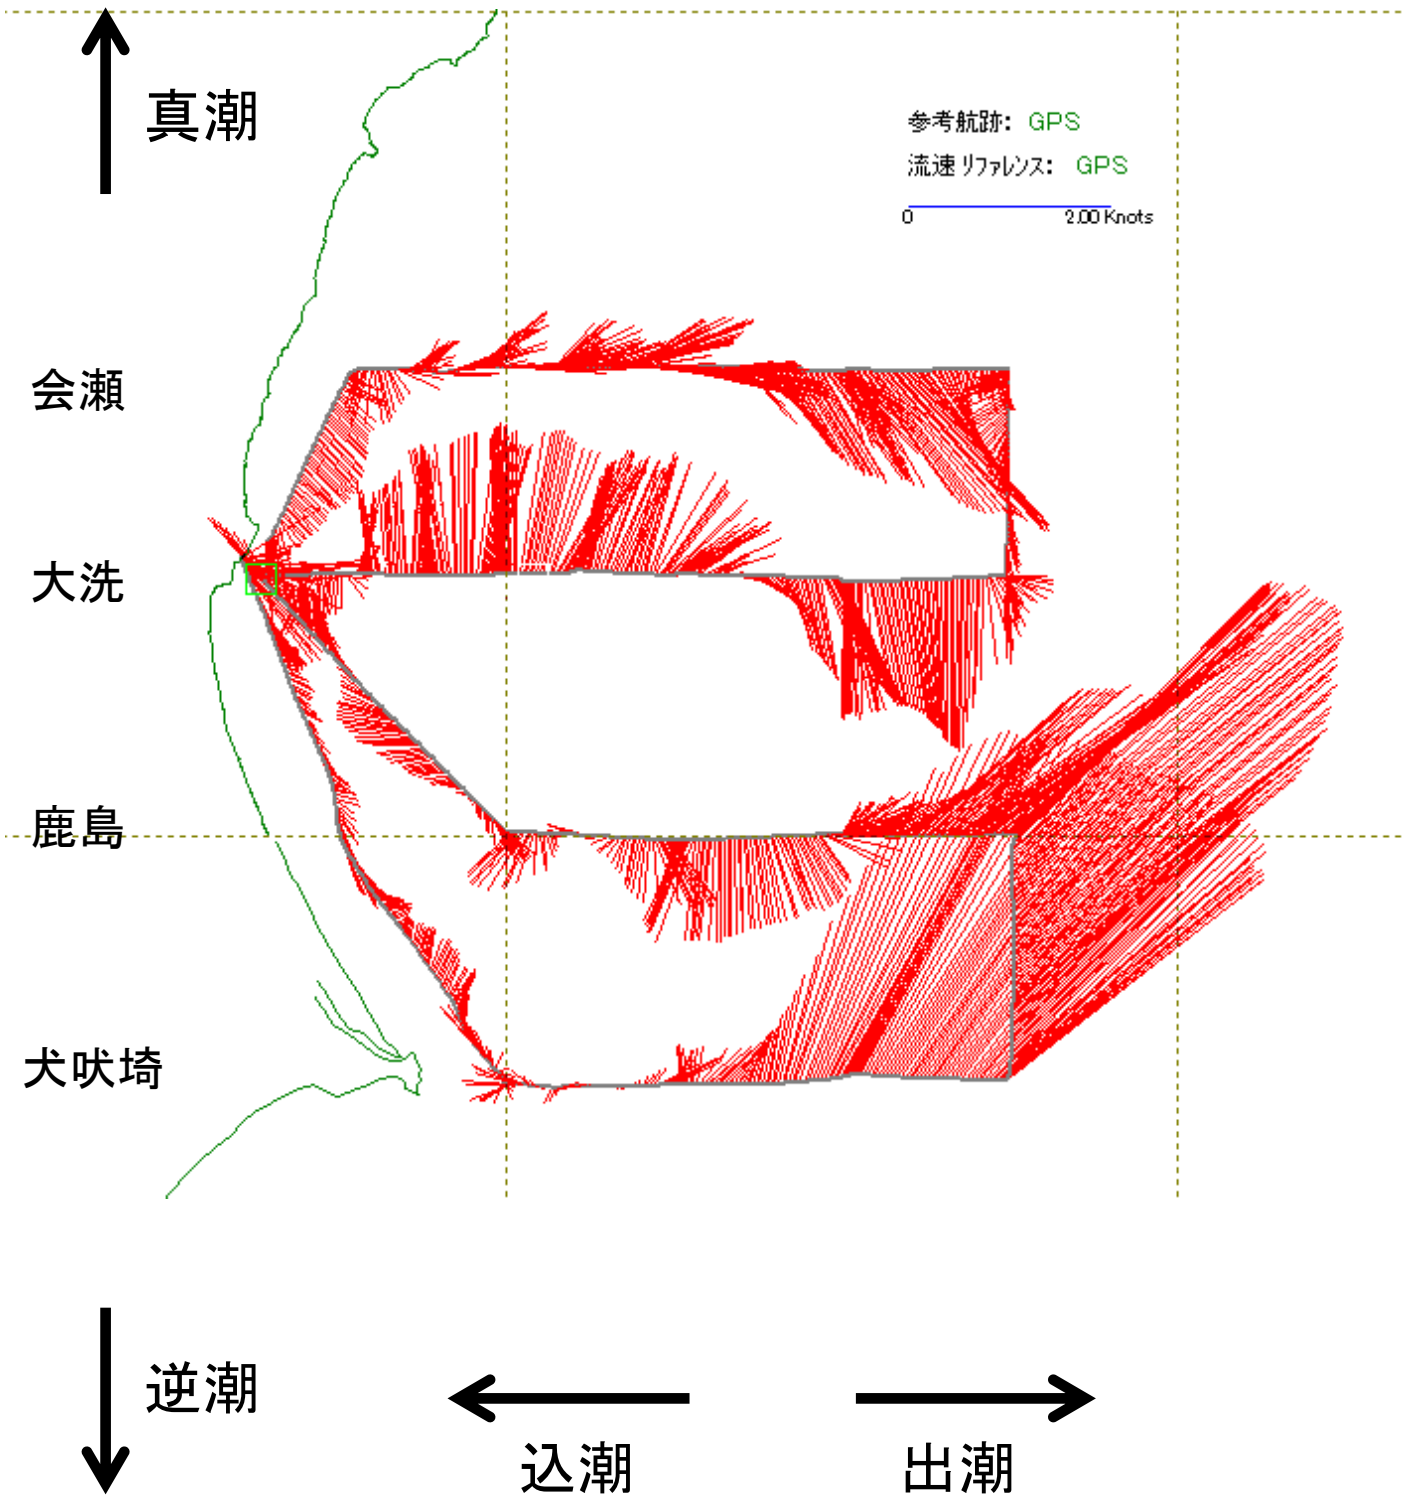 真潮
参考航跡： GPS
流速 リファレンス： GPS
0 2.00 Knots
会瀬
大洗
鹿島
犬吠埼
逆潮
込潮 出潮